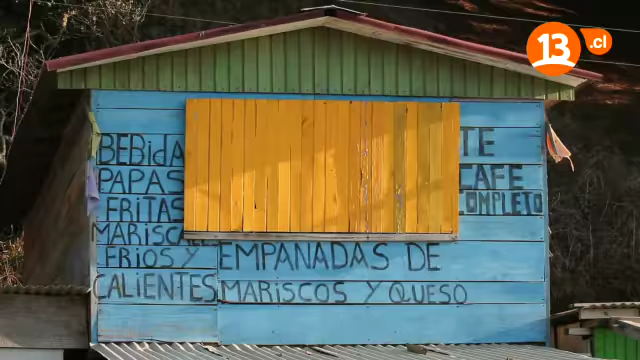 13
.cl
BEBIDA
PAPAS
FRITAS
MARISCA
FRIOS Y
CALIENTES
EMPANADAS DE
MARISCOS Y QUESO
TE
CAFE
COMPLETO